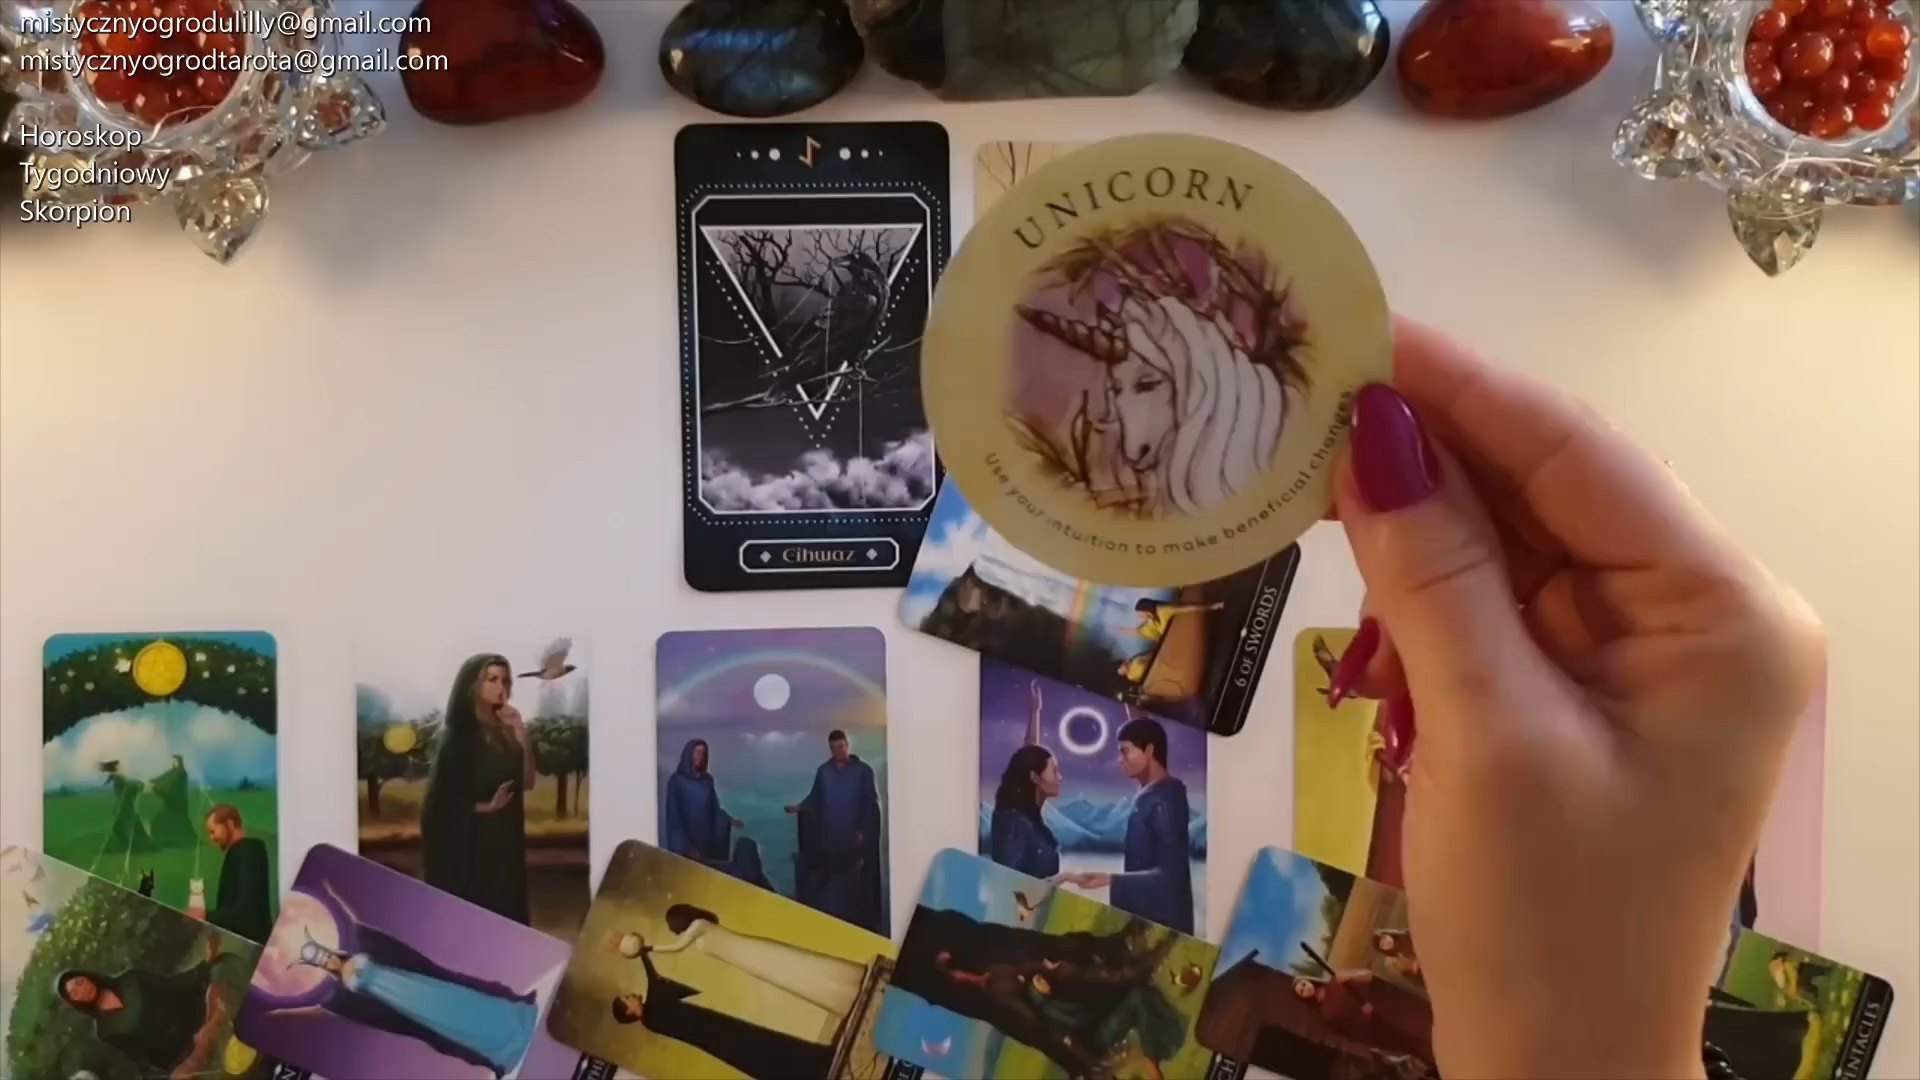 mistycznyogrodulilly@gmail.com
mistycznyogrodtarota@gmail.com
Horoskop
Tygodniowy
Skorpion
UNICORN
Use your intuition to make beneficial changes.
Eihwaz
6 OF SWORDS